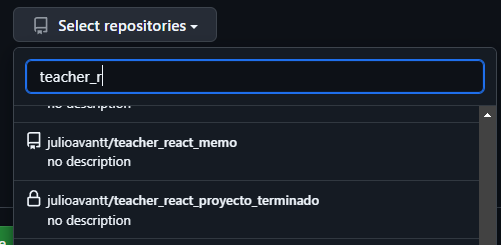 Select repositories
teacher_r
no description
julioavantt/teacher_react_memo
no description
julioavantt/teacher_react_proyecto_terminado
no description
e